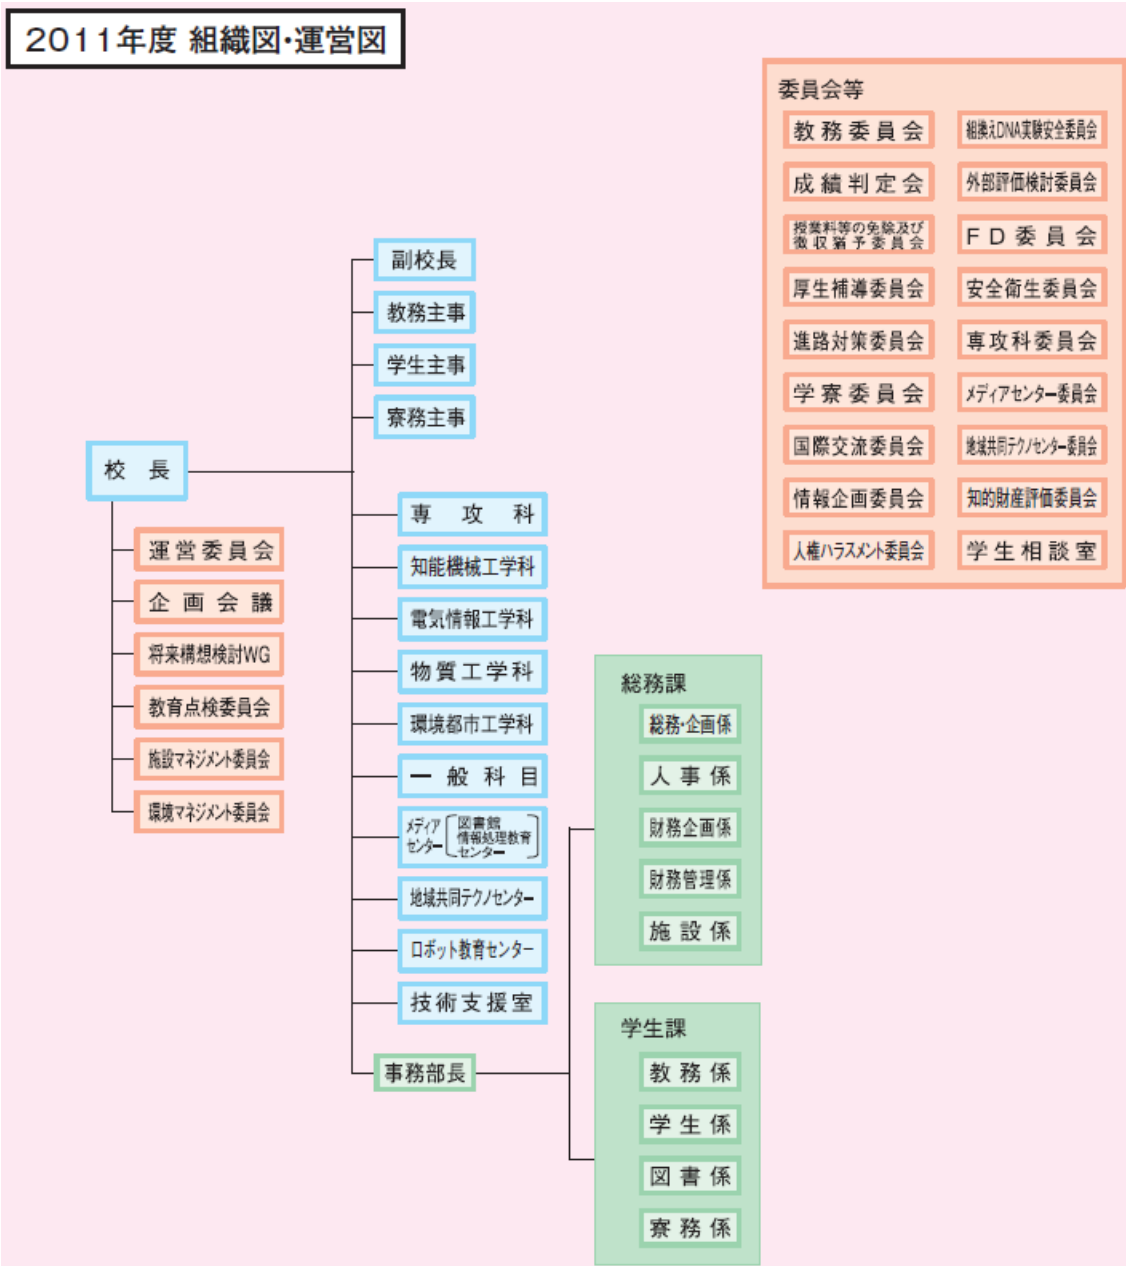 2011年度 組織図・運営図
委員会等
教務委員会
組換えDNA実験安全委員会
成績判定会
外部評価検討委員会
授業料等の免除及び
徴収猶予委員会
FD委員会
厚生補導委員会
安全衛生委員会
進路対策委員会
専攻科委員会
学寮委員会
メディアセンター委員会
国際交流委員会
地域共同テクノセンター委員会
情報企画委員会
知的財産評価委員会
人権ハラスメント委員会
学生相談室
副校長
教務主事
学生主事
寮務主事
校長
運営委員会
企画会議
将来構想検討WG
教育点検委員会
施設マネジメント委員会
環境マネジメント委員会
専攻科
知能機械工学科
電気情報工学科
物質工学科
環境都市工学科
一般科目
メディア
センター
図書館
情報処理教育
センター
地域共同テクノセンター
ロボット教育センター
技術支援室
事務部長
総務課
総務・企画係
人事係
財務企画係
財務管理係
施設係
学生課
教務係
学生係
図書係
寮務係